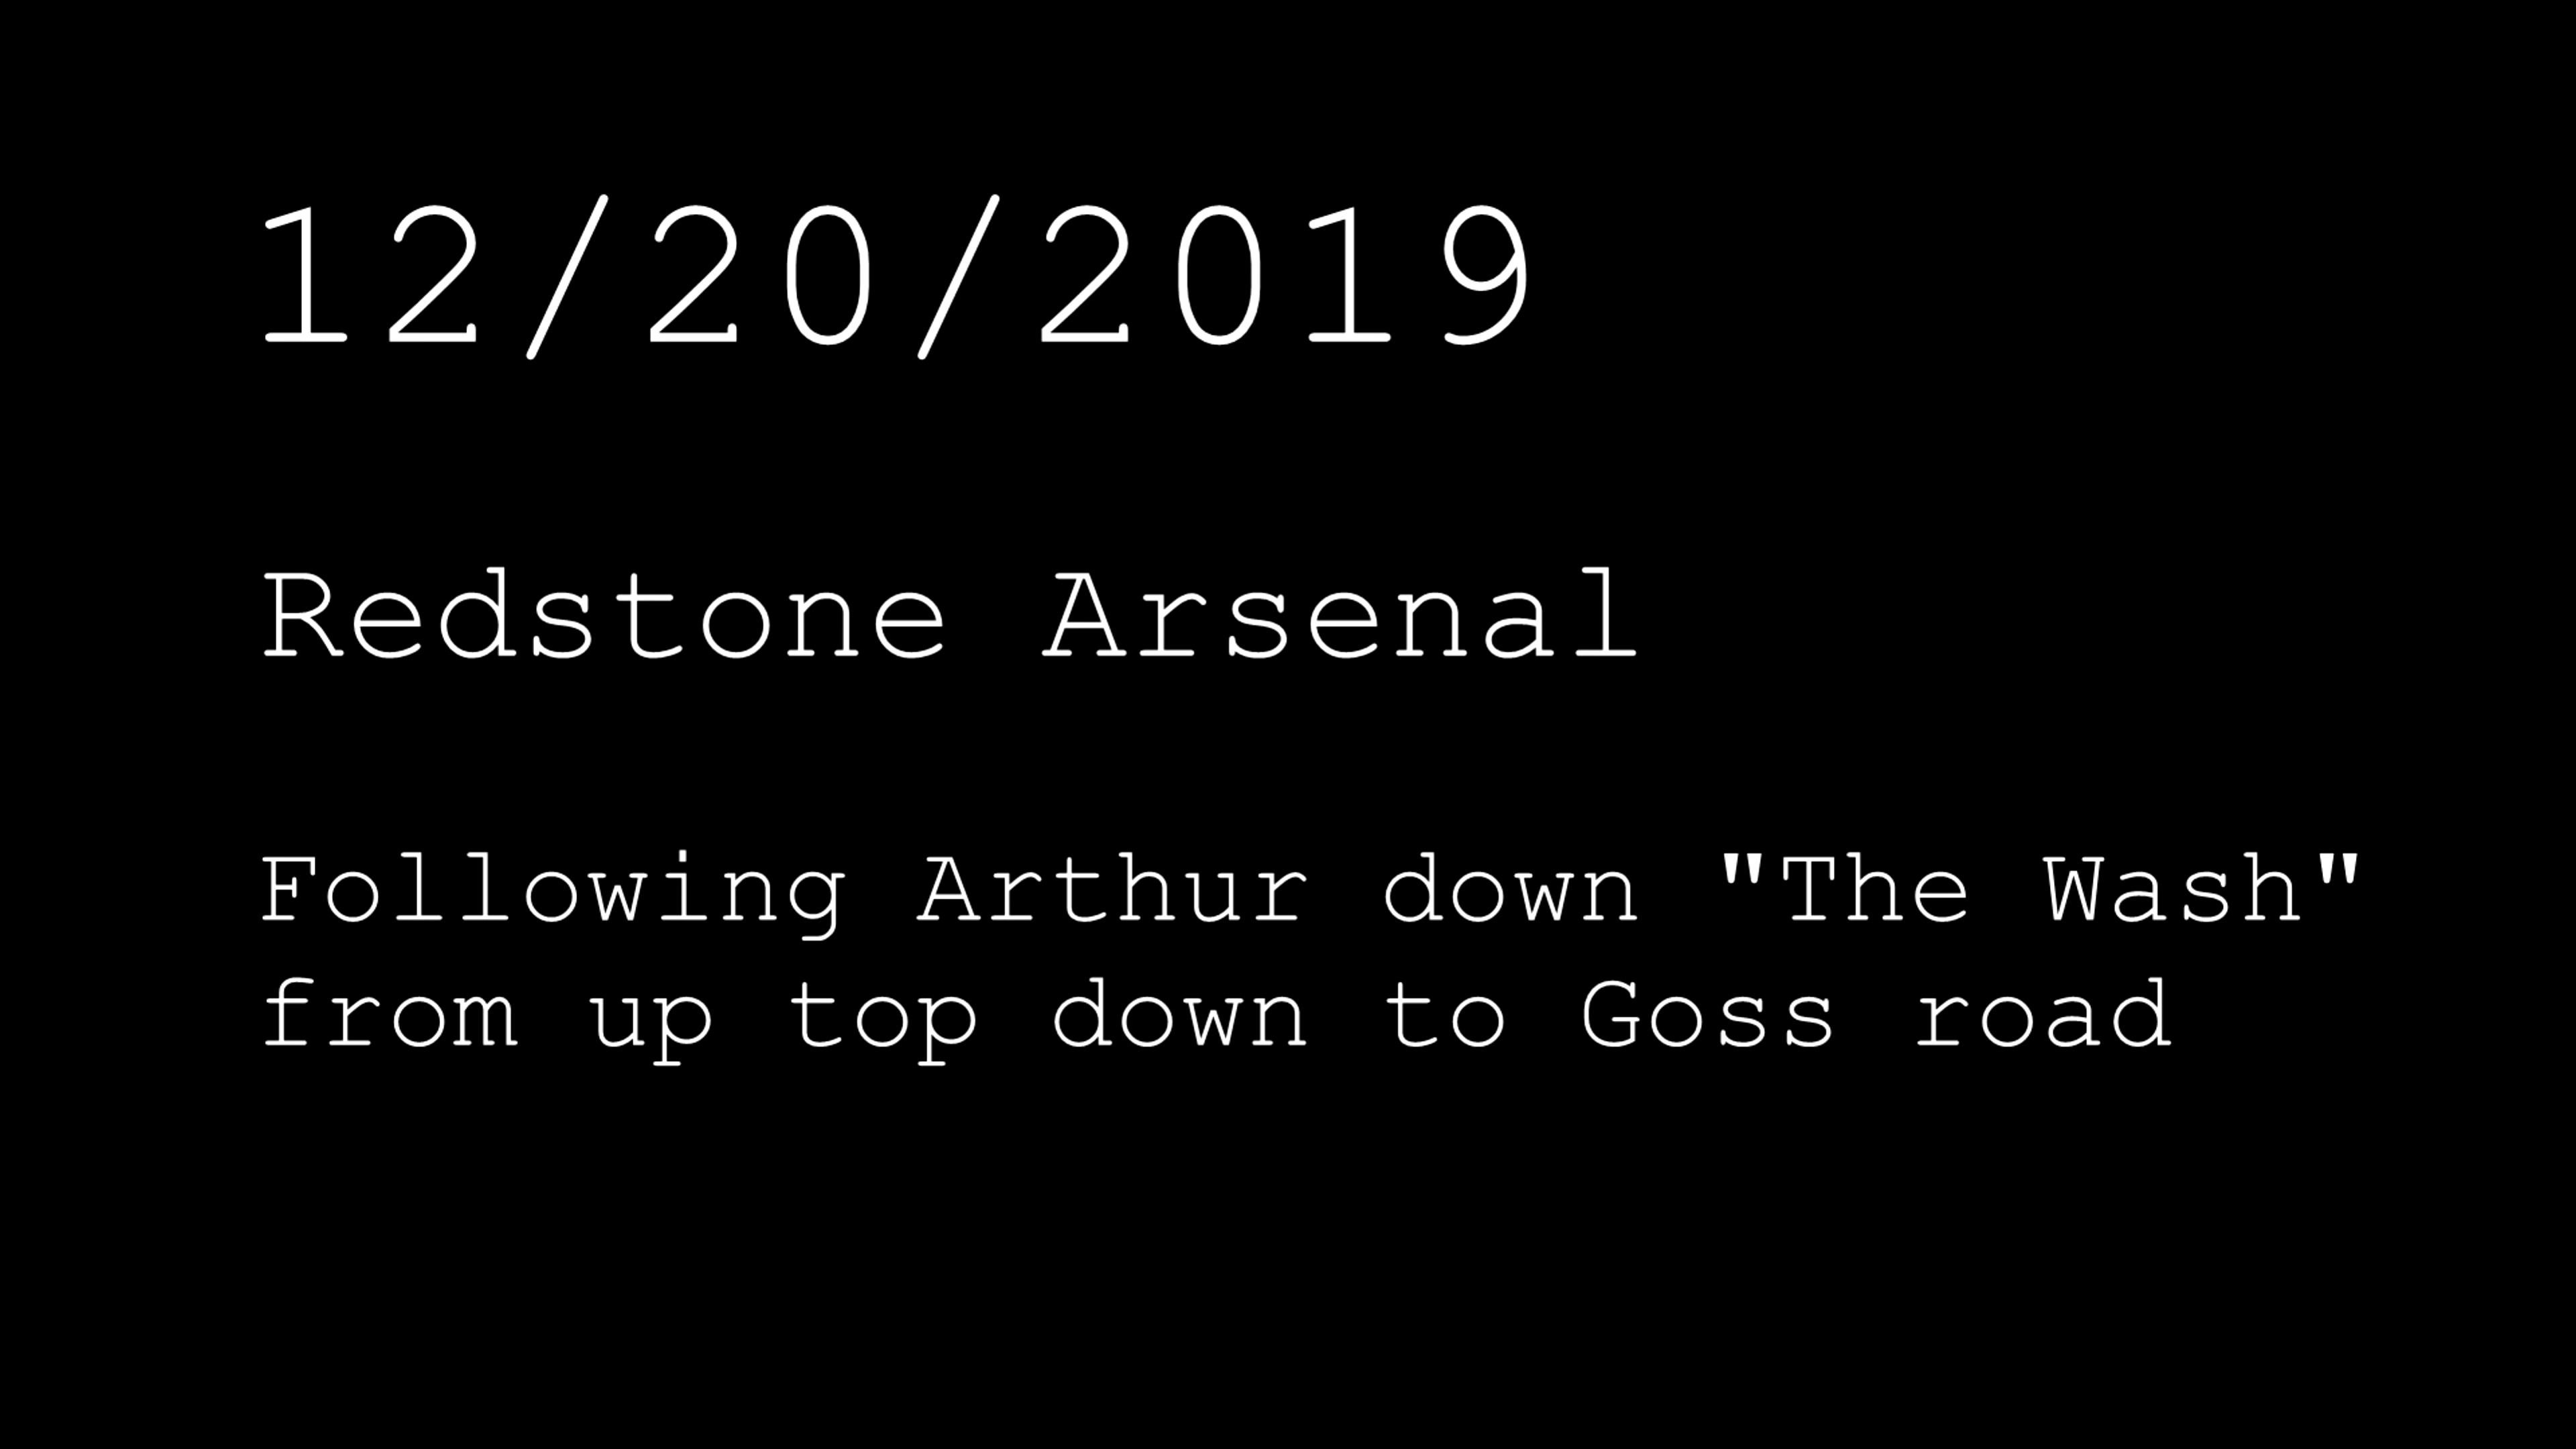 12/20/2019
Redstone Arsenal
Following Arthur down "The Wash"
from up top down to Goss road